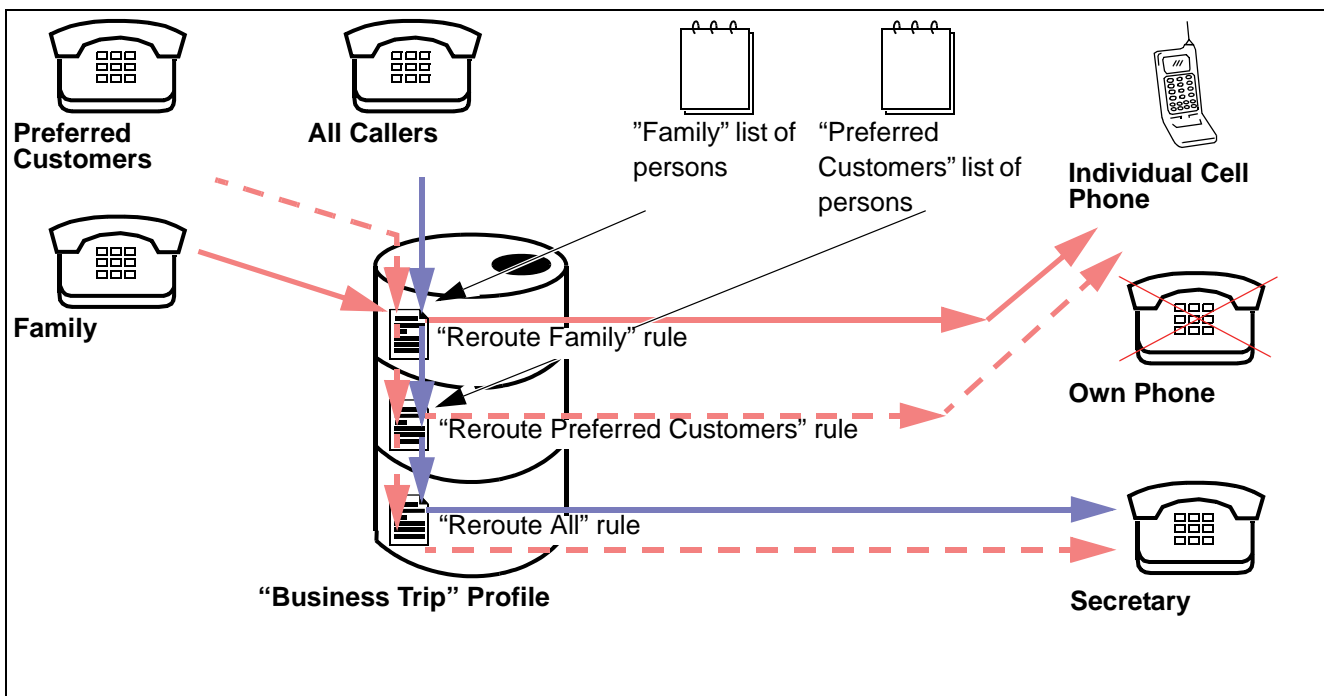 Preferred
Customers
All Callers
”Family” list of
persons
“Preferred
Customers” list of
persons
Individual Cell
Phone
Family
“Reroute Family” rule
Own Phone
“Reroute Preferred Customers” rule
“Reroute All” rule
“Business Trip” Profile
Secretary